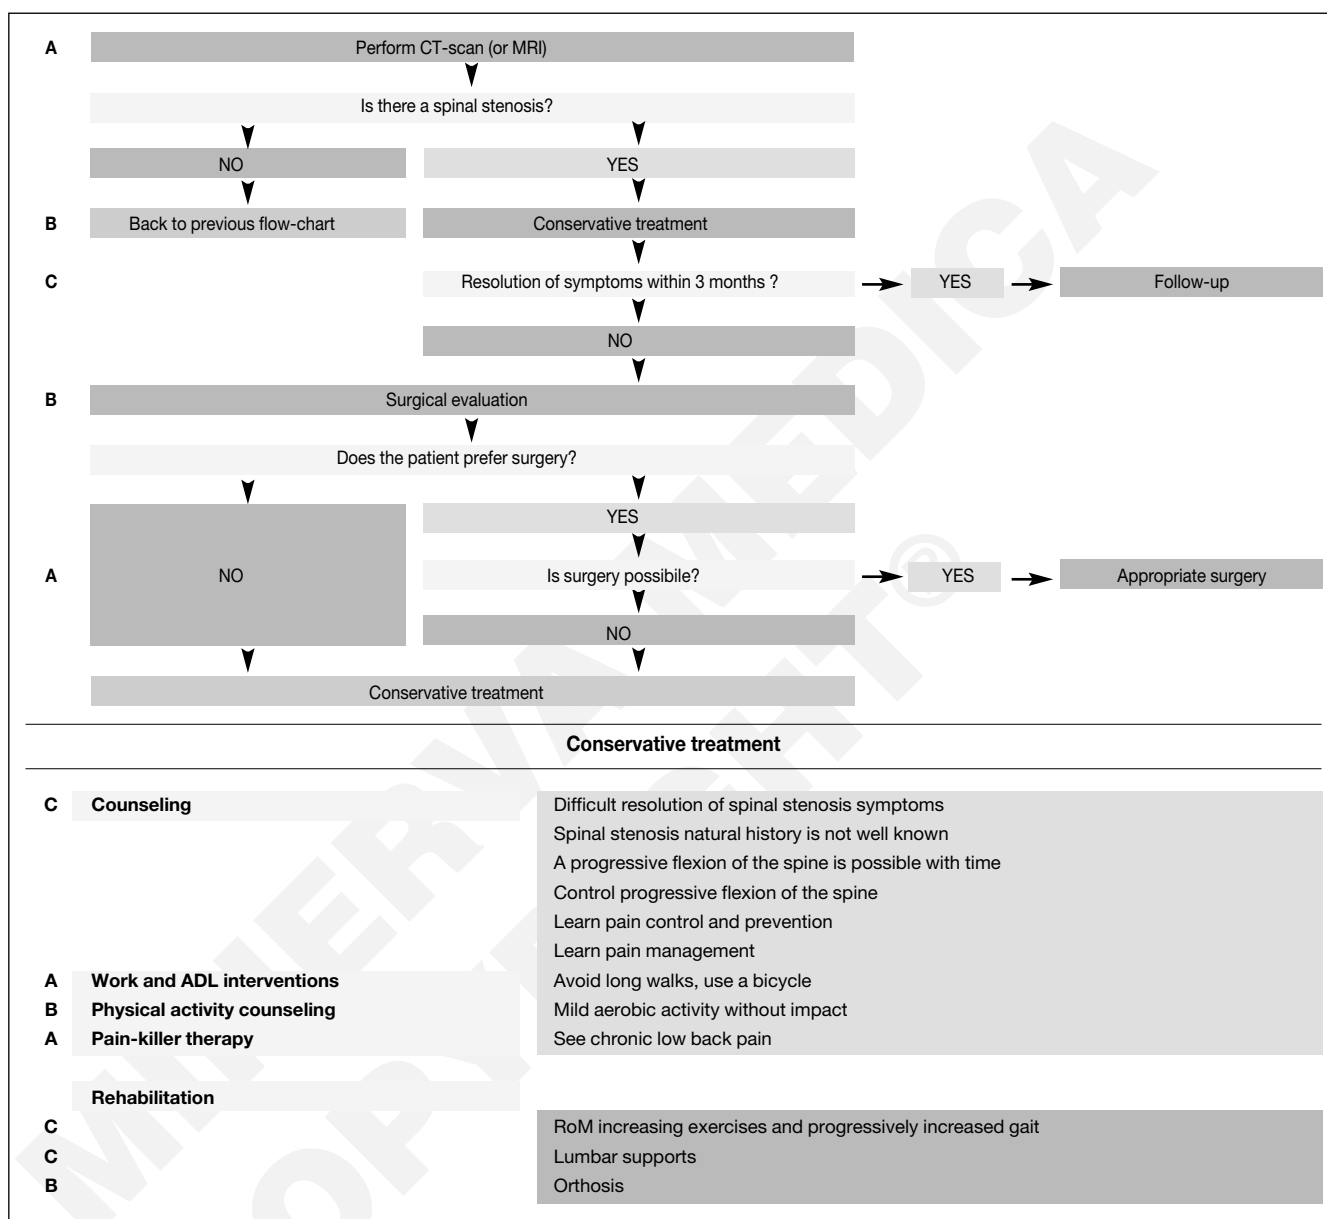 A Perform CT-scan (or MRI)
Is there a spinal stenosis?
NO YES
B Back to previous flow-chart Conservative treatment
C Resolution of symptoms within 3 months ? YES Follow-up
NO
B Surgical evaluation
Does the patient prefer surgery?
YES
A NO Is surgery possibile? YES Appropriate surgery
NO
Conservative treatment
Conservative treatment
C Counseling Difficult resolution of spinal stenosis symptoms
Spinal stenosis natural history is not well known
A progressive flexion of the spine is possible with time
Control progressive flexion of the spine
Learn pain control and prevention
Learn pain management
A Work and ADL interventions Avoid long walks, use a bicycle
B Physical activity counseling Mild aerobic activity without impact
A Pain-killer therapy See chronic low back pain
Rehabilitation
C RoM increasing exercises and progressively increased gait
C Lumbar supports
B Orthosis
MINERVA MEDICA
COPYRIGHT®